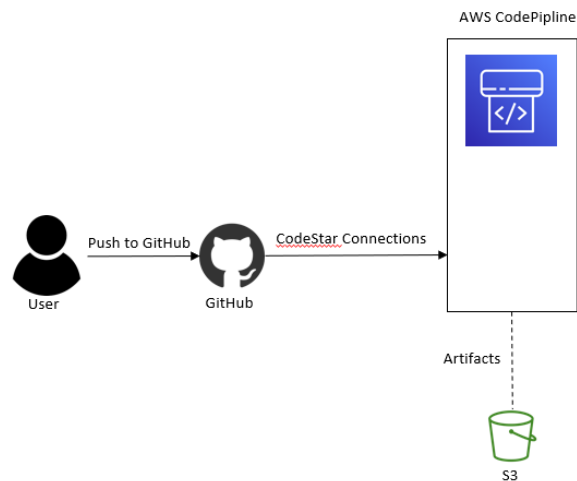 AWS CodePipline
Push to GitHub
CodeStar Connections
User
GitHub
Artifacts
S3